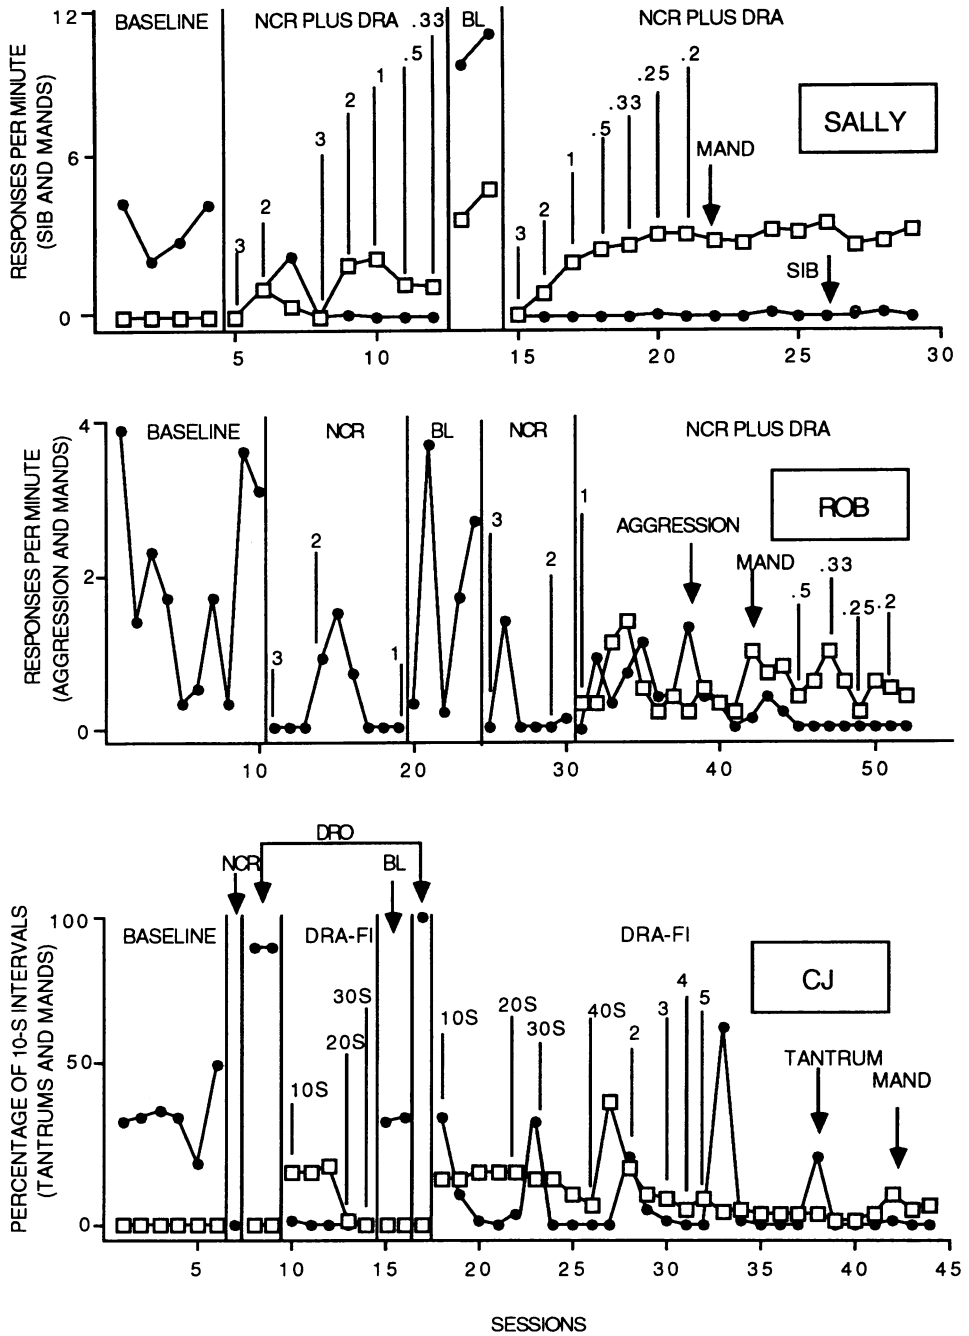 12
BASELINE
NCR PLUS DRA
.33
BL
NCR PLUS DRA
.5
1
2
3
2
3
.2
.25
.33
.5
1
2
3
SALLY
MAND
SIB
6
0
RESPONSES PER MINUTE
(SIB AND MANDS)
5
10
15
20
25
30
4
BASELINE
NCR
BL
NCR
NCR PLUS DRA
3
2
1
3
2
1
AGGRESSION
MAND
.5
.33
.25
.2
ROB
2
0
RESPONSES PER MINUTE
(AGGRESSION AND MANDS)
10
20
30
40
50
DRO
NCR
BL
100
BASELINE
DRA-FI
DRA-FI
10S
20S
30S
10S
20S
30S
40S
2
3
4
5
CJ
TANTRUM
MAND
50
0
PERCENTAGE OF 10-S INTERVALS
(TANTRUMS AND MANDS)
5
10
15
20
25
30
35
40
45
SESSIONS